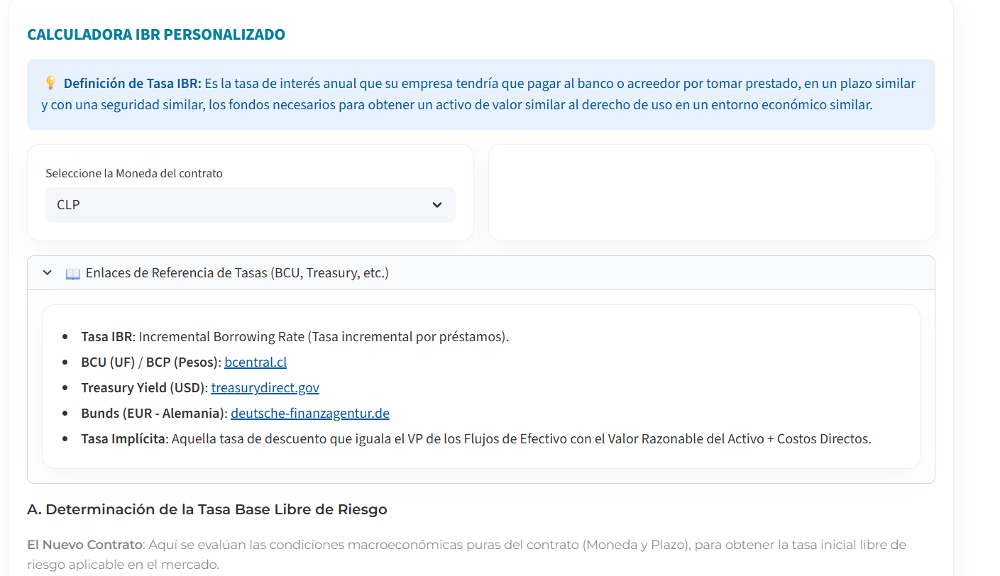 CALCULADORA IBR PERSONALIZADO
💡 Definición de Tasa IBR: Es la tasa de interés anual que su empresa tendría que pagar al banco o acreedor por tomar prestado, en un plazo similar
y con una seguridad similar, los fondos necesarios para obtener un activo de valor similar al derecho de uso en un entorno económico similar.
Seleccione la Moneda del contrato
CLP
📖 Enlaces de Referencia de Tasas (BCU, Treasury, etc.)
• Tasa IBR: Incremental Borrowing Rate (Tasa incremental por préstamos).
• BCU (UF) / BCP (Pesos): bcentral.cl
• Treasury Yield (USD): treasurydirect.gov
• Bunds (EUR - Alemania): deutsche-finanzagentur.de
• Tasa Implícita: Aquella tasa de descuento que iguala el VP de los Flujos de Efectivo con el Valor Razonable del Activo + Costos Directos.
A. Determinación de la Tasa Base Libre de Riesgo
El Nuevo Contrato: Aquí se evalúan las condiciones macroeconómicas puras del contrato (Moneda y Plazo), para obtener la tasa inicial libre de
riesgo aplicable en el mercado.